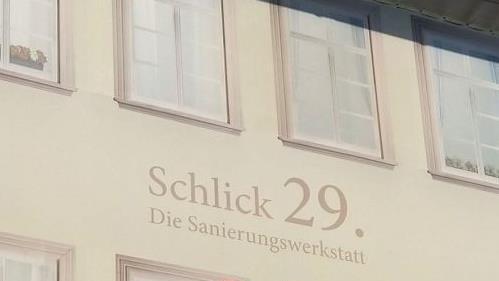 Schlick 29.
Die Sanierungswerkstatt